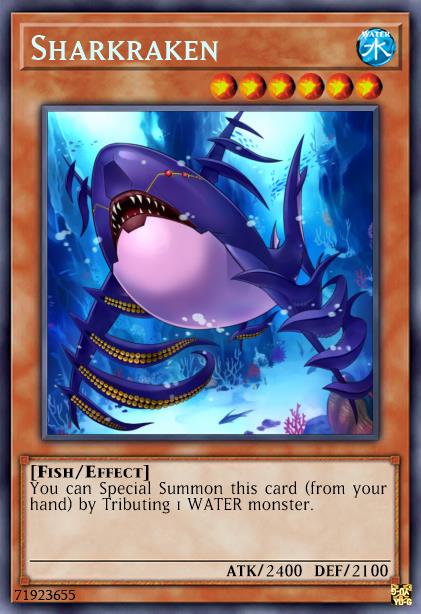 Sharkraken
WATER
水
[Fish/Effect]
You can Special Summon this card (from your
hand) by Tributing 1 WATER monster.
ATK/2400 DEF/2100
71923655